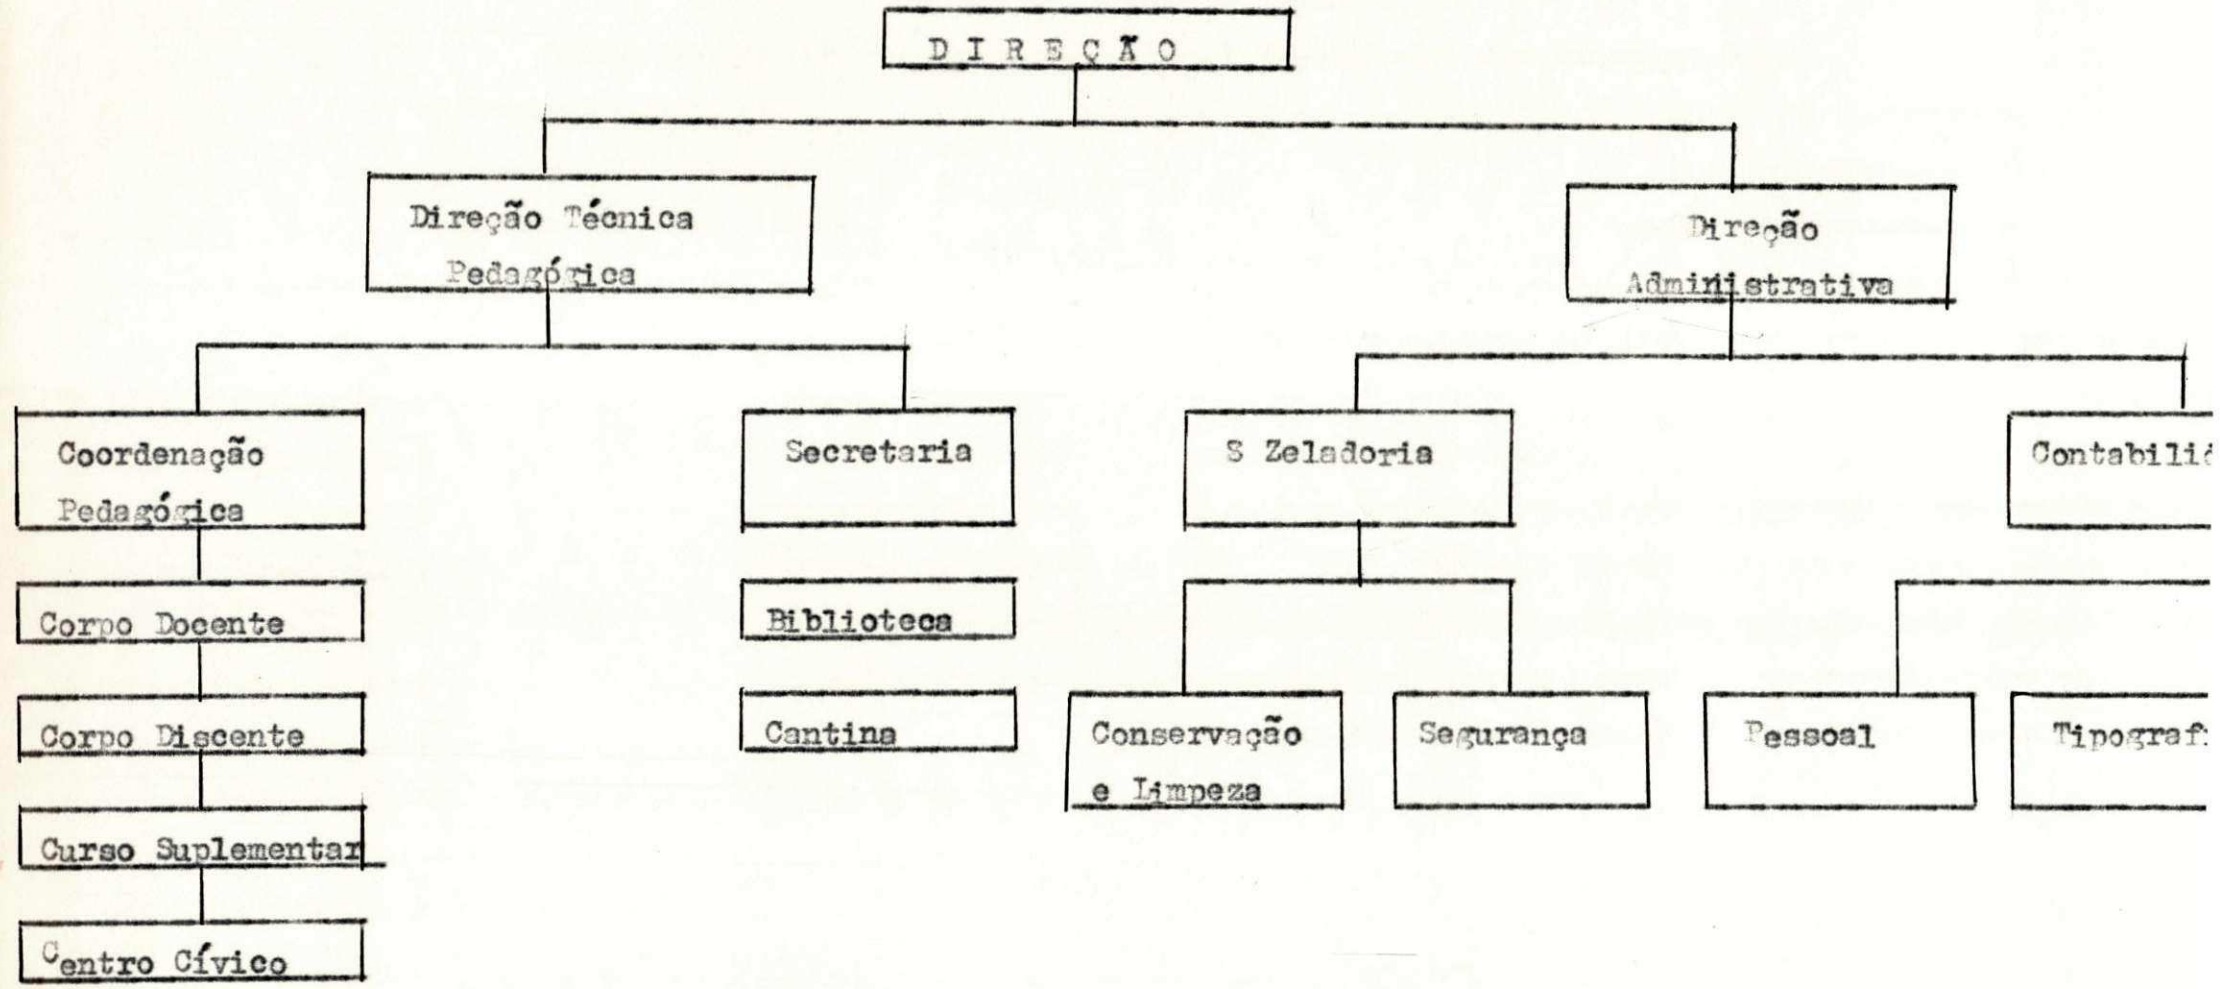 DIREÇÃO
Direção Técnica
Pedagógica
Direção
Administrativa
Coordenação
Pedagógica
Secretaria
S Zeladoria
Corpo Docente
Biblioteca
Corpo Discente
Cantina
Conservação
e Limpeza
Segurança
Pessoal
Curso Suplementar
Centro Cívico